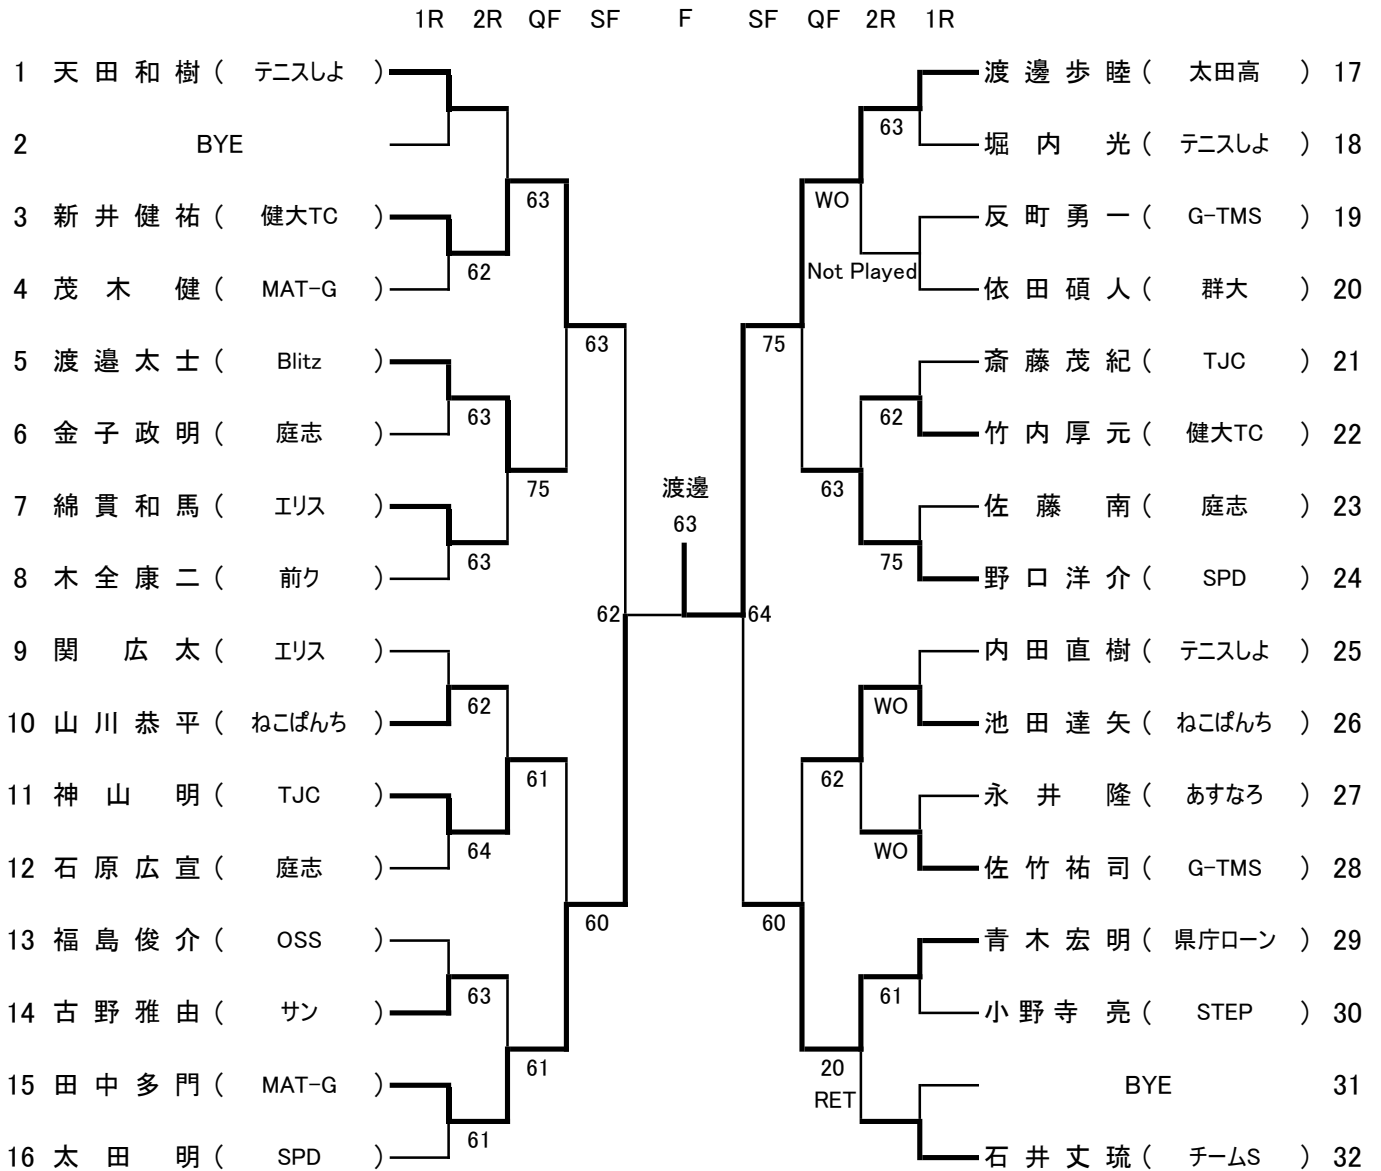 1R 2R QF SF F SF QF 2R 1R
1 天田和樹 ( テニスしよ ) 渡邊歩睦 ( 太田高 ) 17
63
2 BYE 堀内 光 ( テニスしよ ) 18
63 WO
3 新井健祐 ( 健大TC ) 反町勇一 ( G-TMS ) 19
62 Not Played
4 茂木 健 ( MAT-G ) 依田碩人 ( 群大 ) 20
63 75
5 渡邉太士 ( Blitz ) 斎藤茂紀 ( TJC ) 21
63 62
6 金子政明 ( 庭志 ) 竹内厚元 ( 健大TC ) 22
75 渡邊 63
7 綿貫和馬 ( エリス ) 佐藤 南 ( 庭志 ) 23
63
63 75
8 木全康二 ( 前ク ) 野口洋介 ( SPD ) 24
62 64
9 関 広太 ( エリス ) 内田直樹 ( テニスしよ ) 25
62 WO
10 山川恭平 ( ねこぱんち ) 池田達矢 ( ねこぱんち ) 26
61 62
11 神山 明 ( TJC ) 永井 隆 ( あすなろ ) 27
64 WO
12 石原広宣 ( 庭志 ) 佐竹祐司 ( G-TMS ) 28
60 60
13 福島俊介 ( OSS ) 青木宏明 ( 県庁ローン ) 29
63 61
14 古野雅由 ( サン ) 小野寺 亮 ( STEP ) 30
61 20
15 田中多門 ( MAT-G ) RET BYE 31
61
16 太田 明 ( SPD ) 石井丈琉 ( チームS ) 32